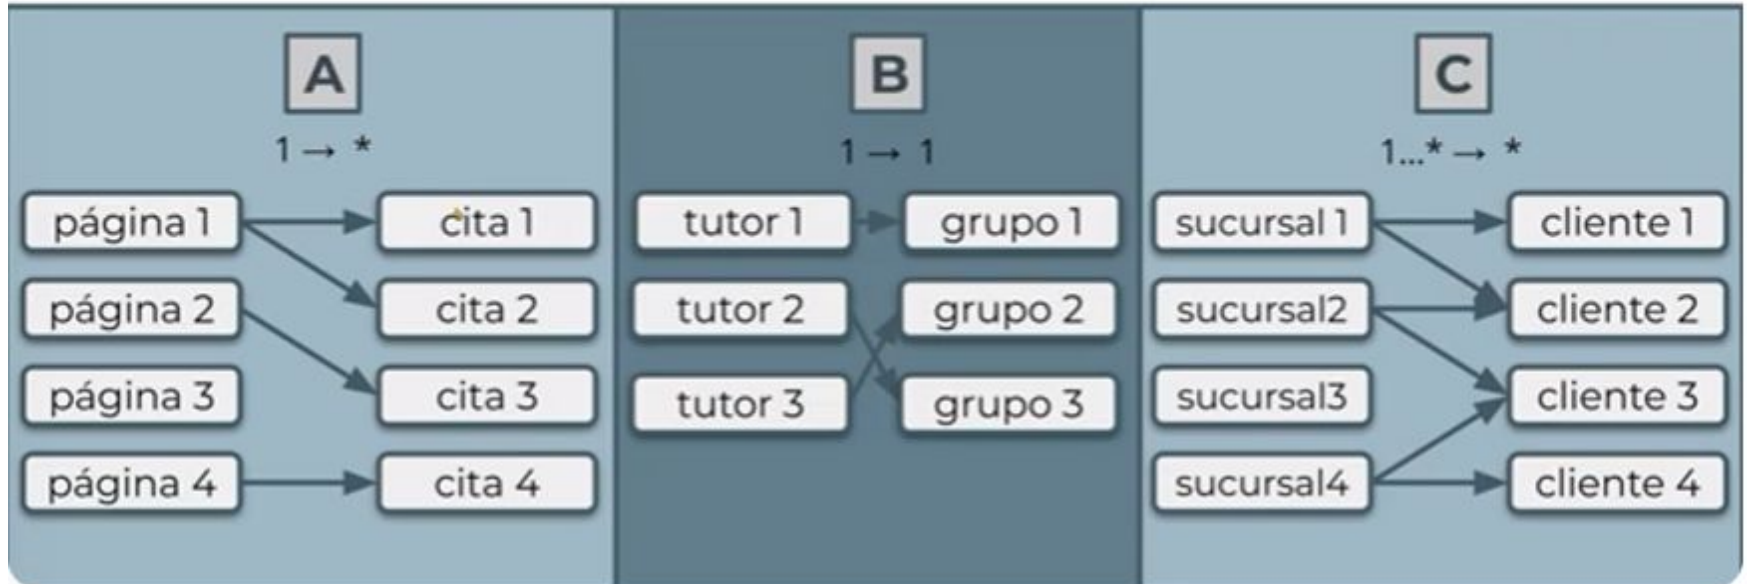 A
1 → *
página 1
cita 1
página 2
cita 2
página 3
cita 3
página 4
cita 4
B
1 → 1
tutor 1
grupo 1
tutor 2
grupo 2
tutor 3
grupo 3
C
1...* → *
sucursal 1
cliente 1
sucursal2
cliente 2
sucursal3
cliente 3
sucursal4
cliente 4